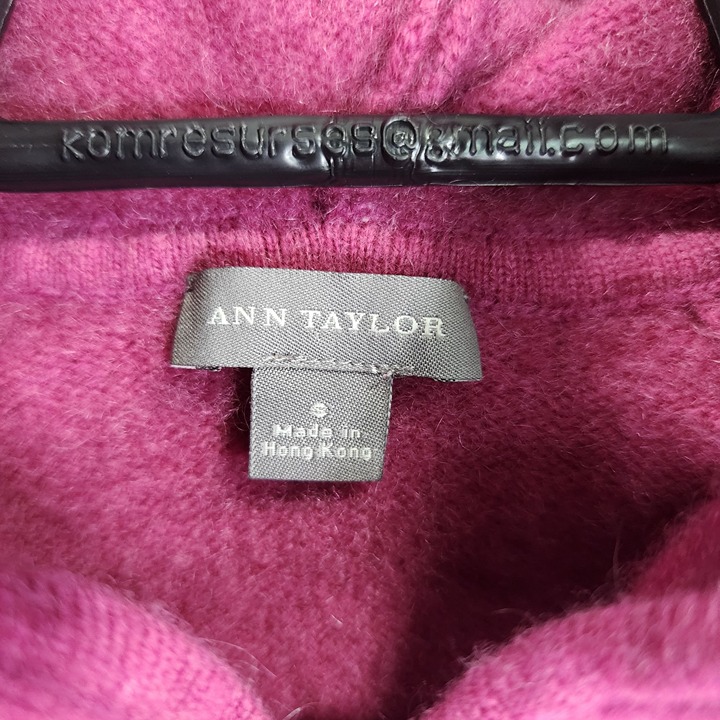 komresurses@gmail.com
ANN TAYLOR
S
Made in
Hong Kong